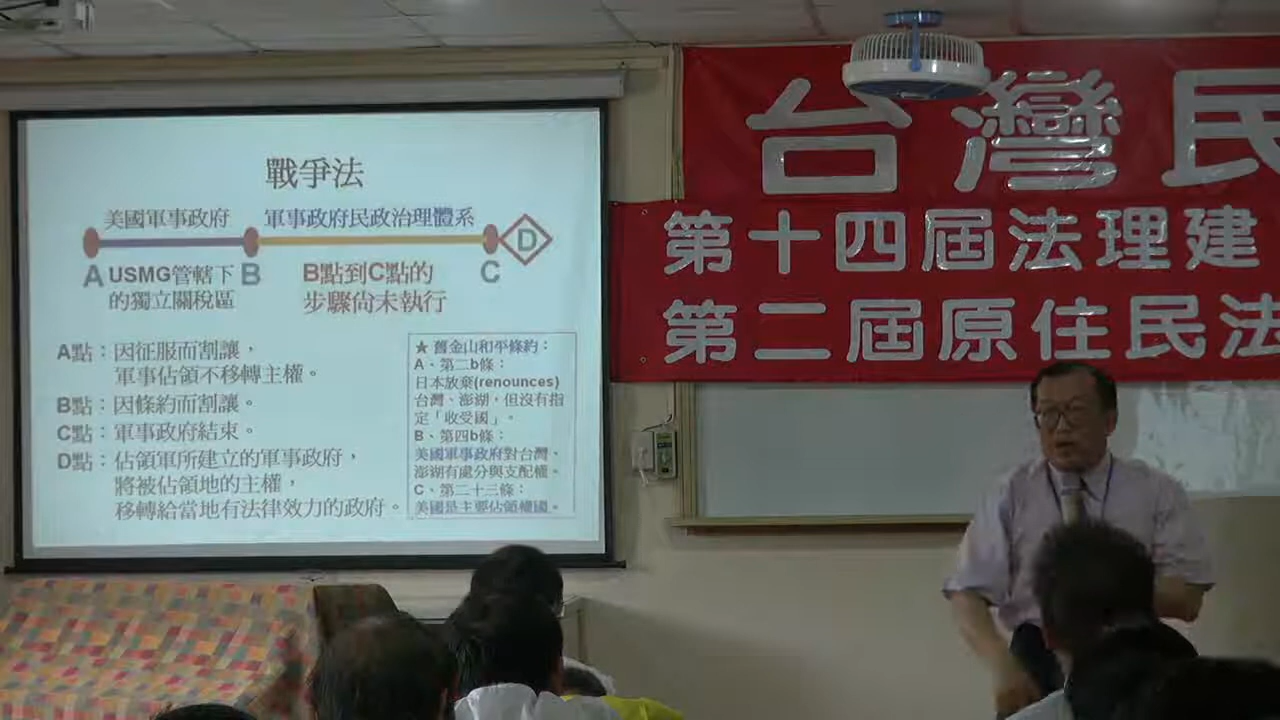 戰爭法
美國軍事政府 軍事政府民政治理體系
D
A USMG管轄下 B B點到C點的 C
的獨立關稅區 步驟尚未執行
A點：因征服而割讓，
軍事佔領不移轉主權。
B點：因條約而割讓。
C點：軍事政府結束。
D點：佔領軍所建立的軍事政府，
將被佔領地的主權，
移轉給當地有法律效力的政府。
★ 舊金山和平條約：
A、第二b條：
日本放棄(renounces)
台灣、澎湖，但沒有指
定「收受國」。
B、第四b條：
美國軍事政府對台灣，
澎湖有處分與支配權。
C、第二十三條：
美國是主要佔領權國。
台灣民
第十四屆法理建
第二屆原住民法